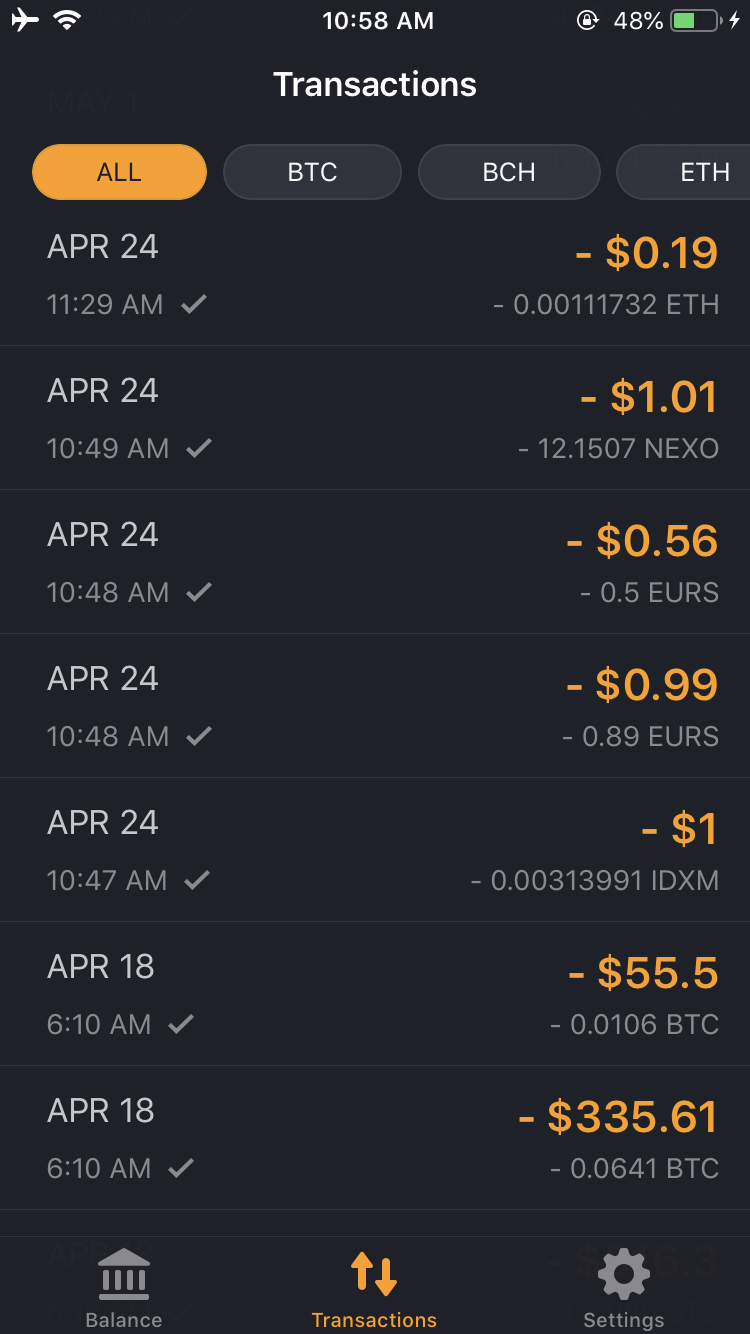 10:58 AM 48%
Transactions
ALL BTC BCH ETH
APR 24 - $0.19
11:29 AM - 0.00111732 ETH
APR 24 - $1.01
10:49 AM - 12.1507 NEXO
APR 24 - $0.56
10:48 AM - 0.5 EURS
APR 24 - $0.99
10:48 AM - 0.89 EURS
APR 24 - $1
10:47 AM - 0.00313991 IDXM
APR 18 - $55.5
6:10 AM - 0.0106 BTC
APR 18 - $335.61
6:10 AM - 0.0641 BTC
Balance Transactions Settings